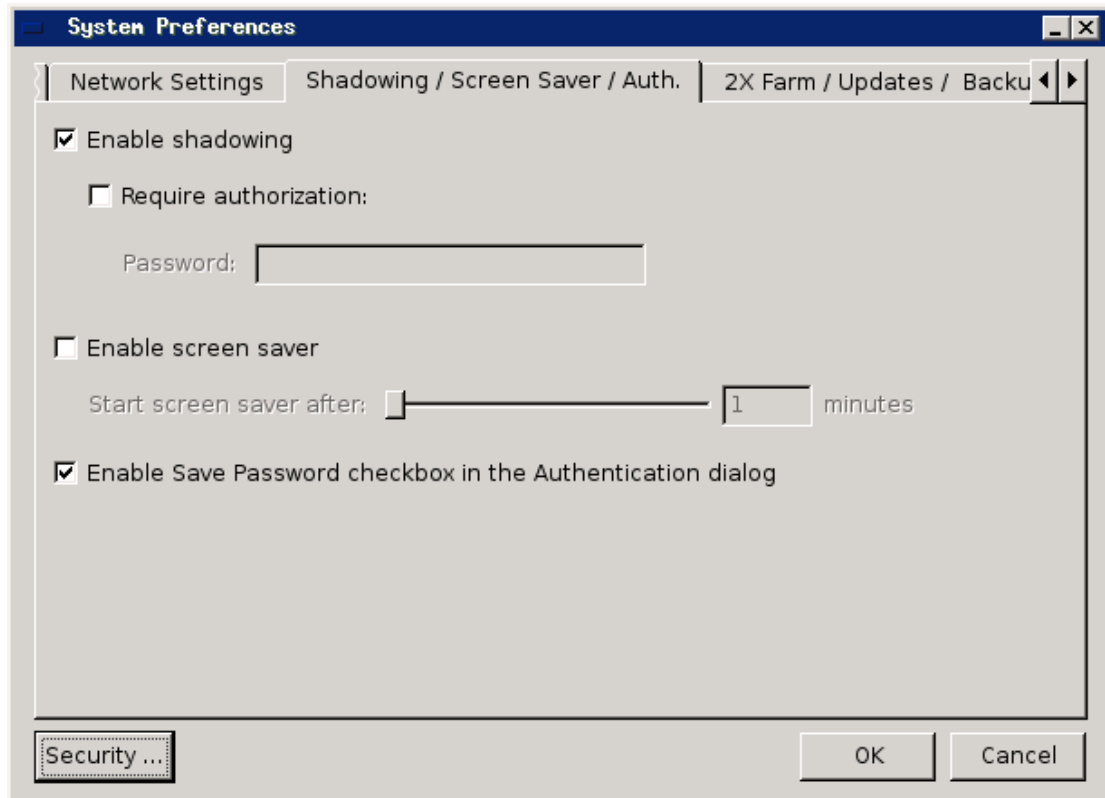 System Preferences
Network Settings Shadowing / Screen Saver / Auth. 2X Farm / Updates / Backu
Enable shadowing
Require authorization:
Password:
Enable screen saver
Start screen saver after: 1 minutes
Enable Save Password checkbox in the Authentication dialog
Security ... OK Cancel